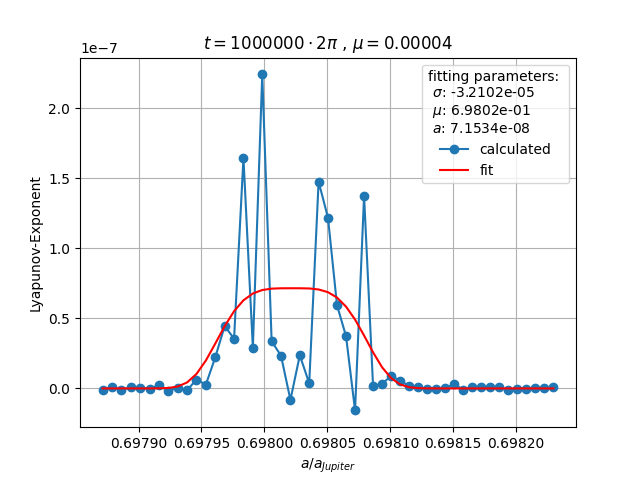 t = 1000000 · 2π , μ = 0.00004
1e−7
fitting parameters:
σ: -3.2102e-05
μ: 6.9802e-01
a: 7.1534e-08
calculated
fit
Lyapunov-Exponent
2.0
1.5
1.0
0.5
0.0
0.69790 0.69795 0.69800 0.69805 0.69810 0.69815 0.69820
a/a_Jupiter